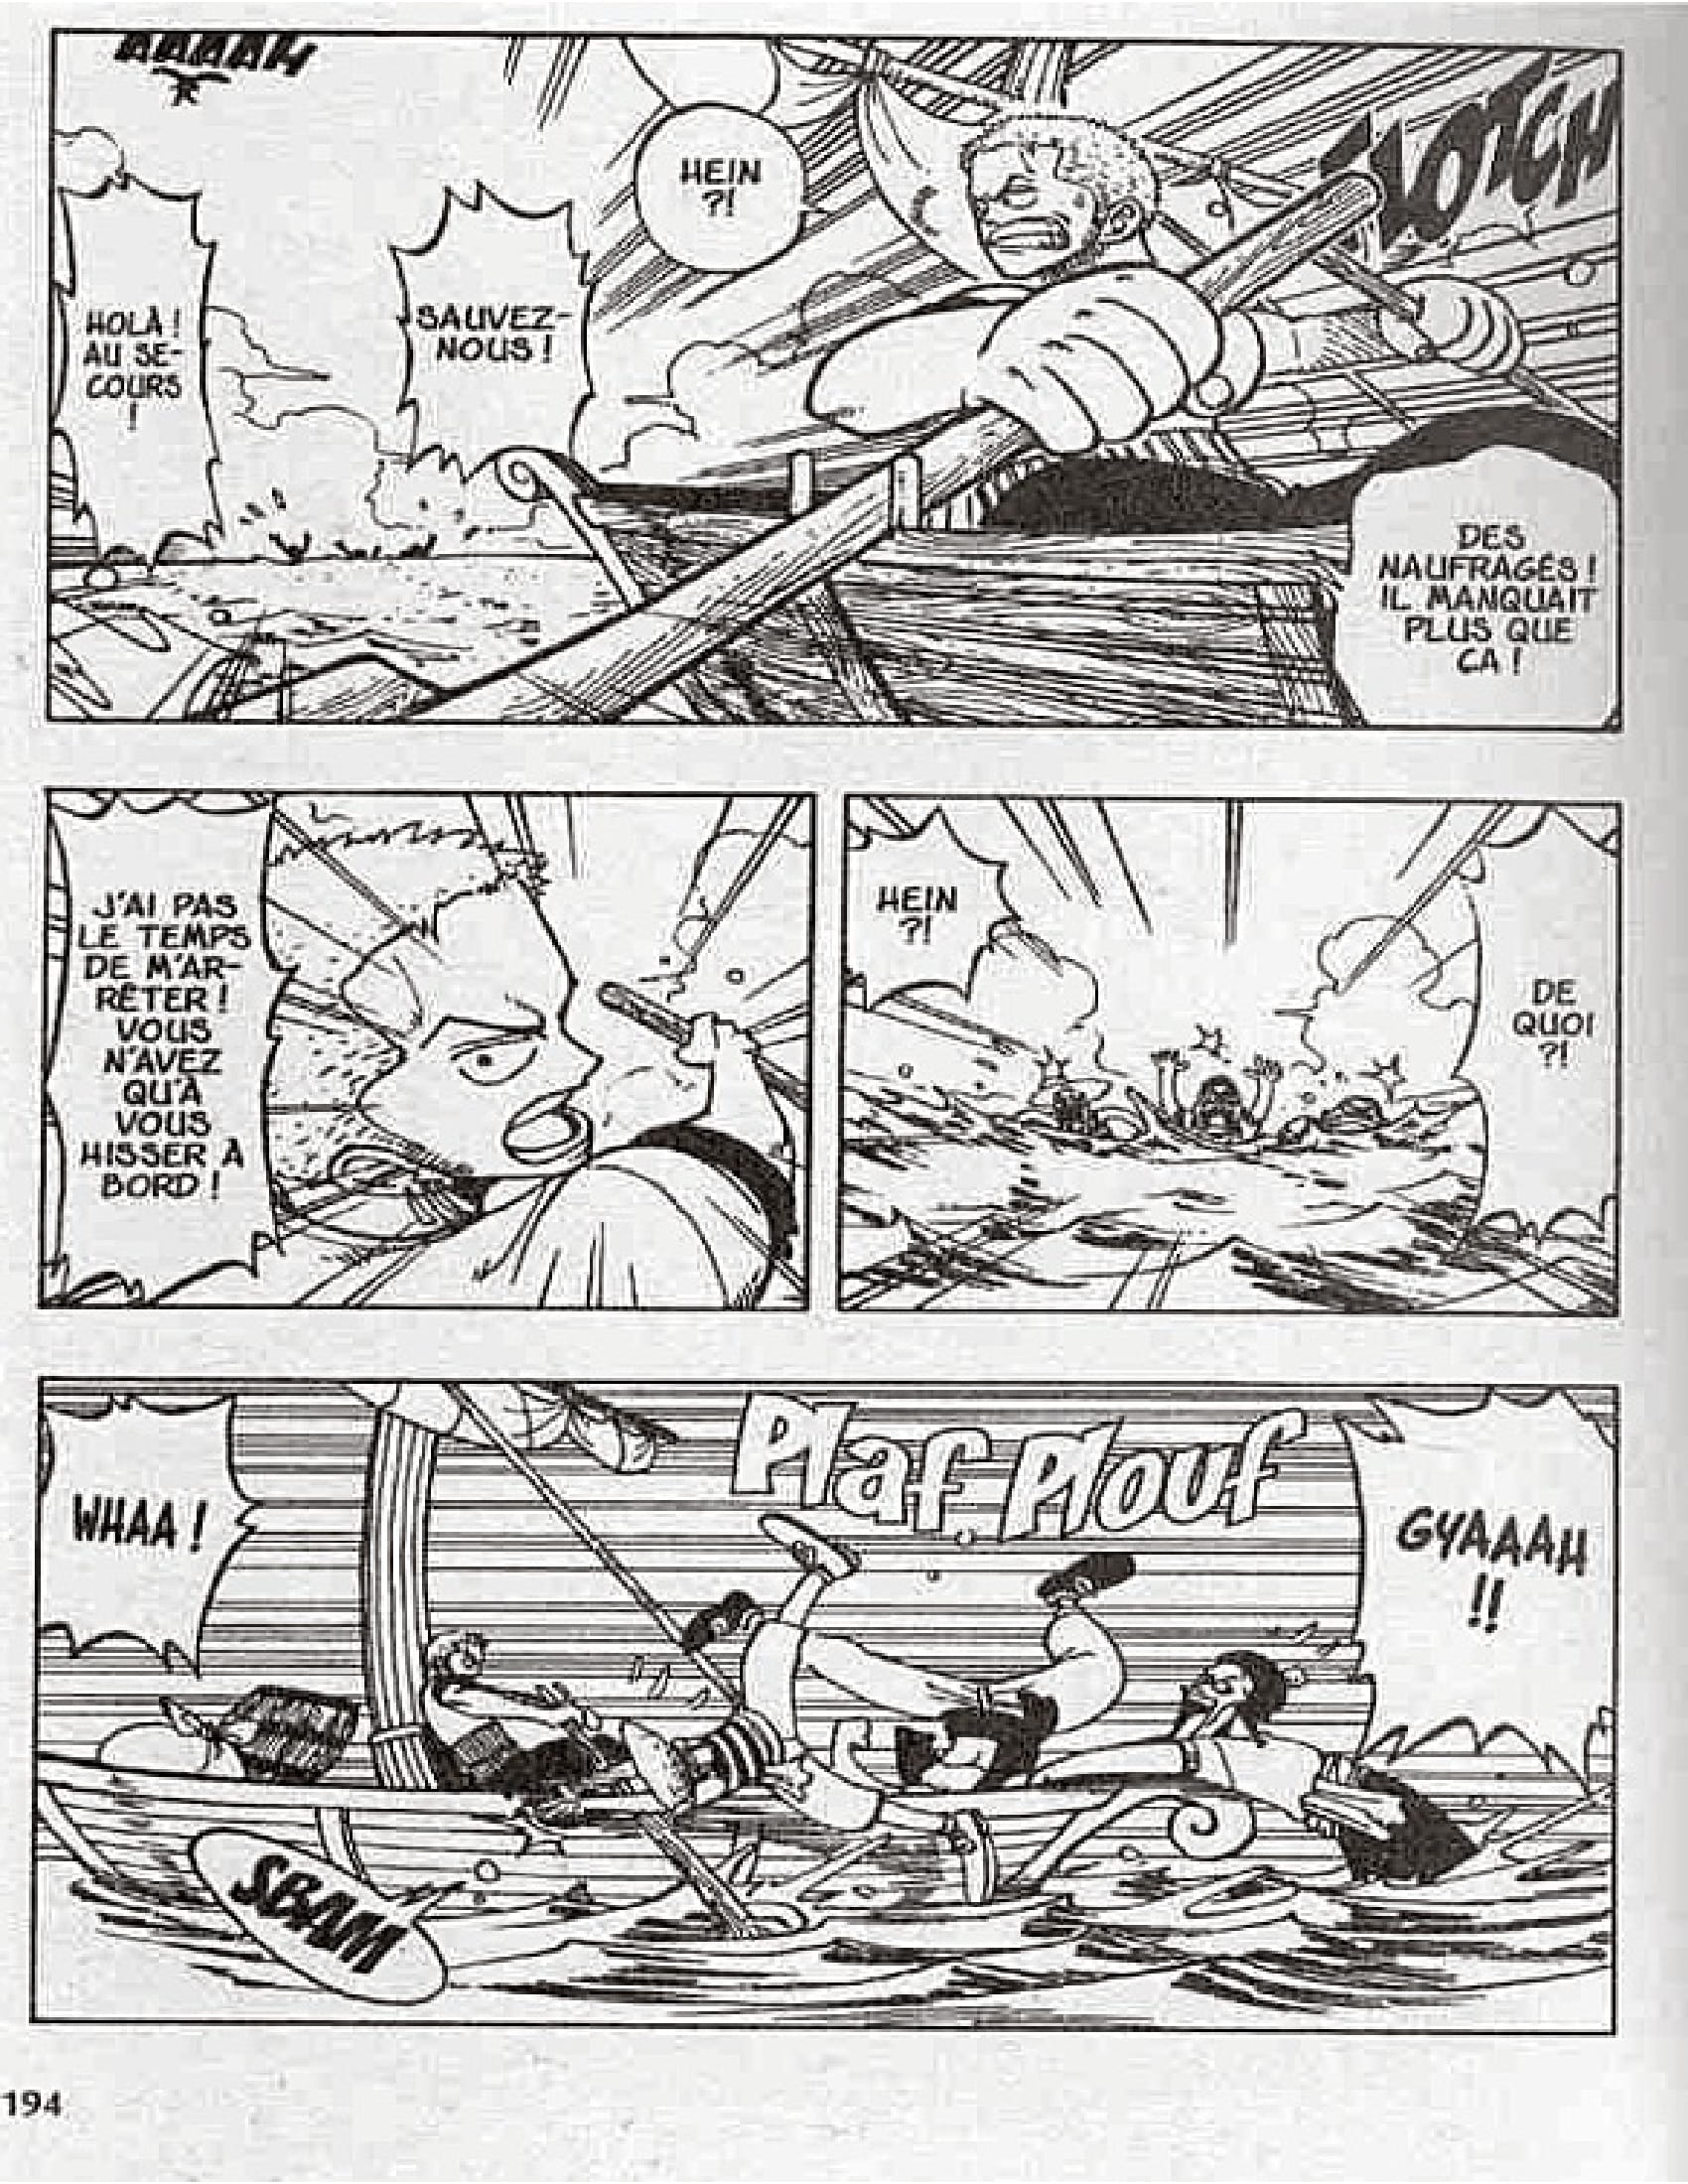 DES
NAUFRAGÉS !
IL MANQUAIT
PLUS QUE
ÇA !
HEIN
?!
SAUVEZ-
NOUS !
HOLÀ !
AU SE-
COURS
!
DE
QUOI
?!
HEIN
?!
J'AI PAS
LE TEMPS
DE M'AR-
RÊTER !
VOUS
N'AVEZ
QU'À
VOUS
HISSER À
BORD !
GYAAAH
!!
Plaf Plouf
WHAA !
SBAM
194